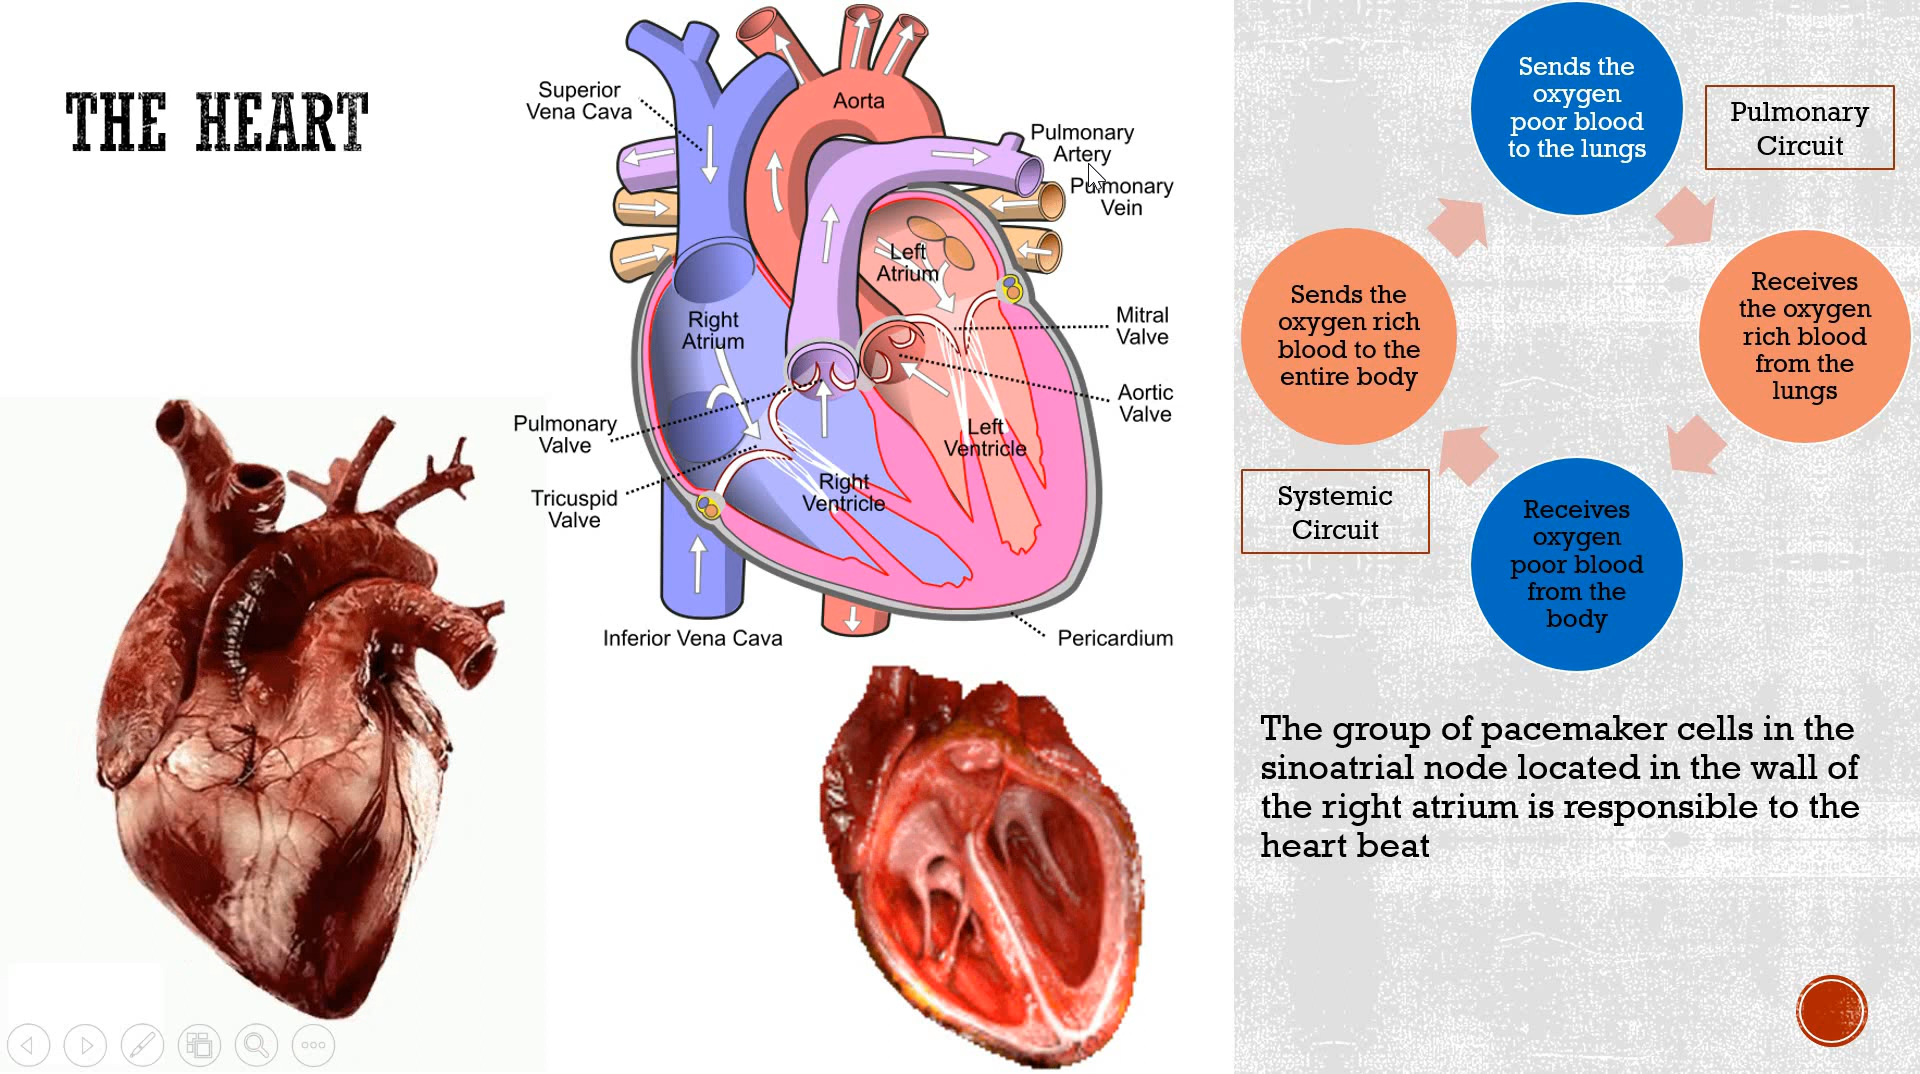 THE HEART
Superior
Vena Cava
Aorta
Pulmonary
Artery
Pulmonary
Vein
Left
Atrium
Right
Atrium
Mitral
Valve
Aortic
Valve
Pulmonary
Valve
Left
Ventricle
Tricuspid
Valve
Right
Ventricle
Inferior Vena Cava
Pericardium
Sends the
oxygen
poor blood
to the lungs
Pulmonary
Circuit
Receives
the oxygen
rich blood
from the
lungs
Sends the
oxygen rich
blood to the
entire body
Systemic
Circuit
Receives
oxygen
poor blood
from the
body
The group of pacemaker cells in the
sinoatrial node located in the wall of
the right atrium is responsible to the
heart beat